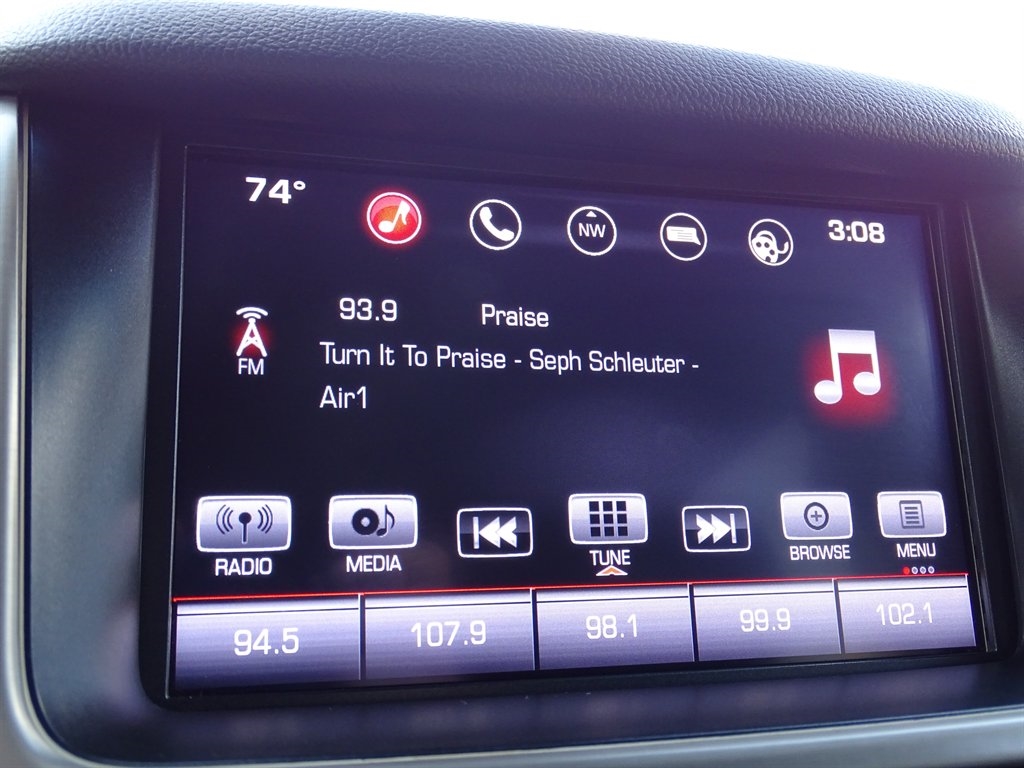 74°
NW
3:08
FM
93.9 Praise
Turn It To Praise - Seph Schleuter -
Air1
RADIO
MEDIA
TUNE
BROWSE
MENU
94.5
107.9
98.1
99.9
102.1